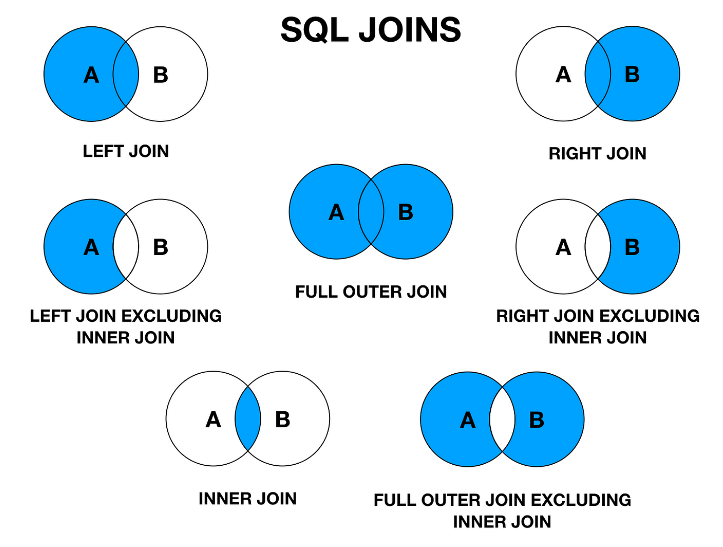 SQL JOINS
A B
LEFT JOIN
A B
RIGHT JOIN
A B
FULL OUTER JOIN
A B
LEFT JOIN EXCLUDING
INNER JOIN
A B
RIGHT JOIN EXCLUDING
INNER JOIN
A B
INNER JOIN
A B
FULL OUTER JOIN EXCLUDING
INNER JOIN